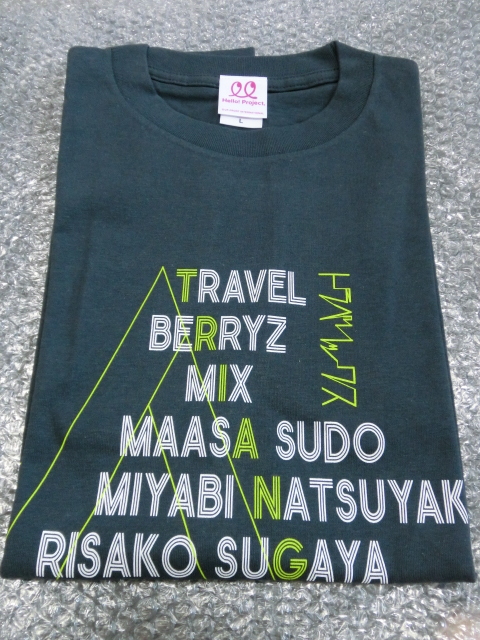 Hello! Project.
L
TRAVEL
BERRYZ
MIX
MAASA SUDO
MIYABI NATSUYAK
RISAKO SUGAYA